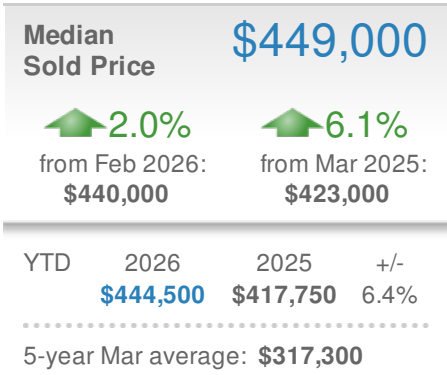 Median $449,000
Sold Price
2.0% 6.1%
from Feb 2026: from Mar 2025:
$440,000 $423,000
YTD 2026 2025 +/-
$444,500 $417,750 6.4%
5-year Mar average: $317,300